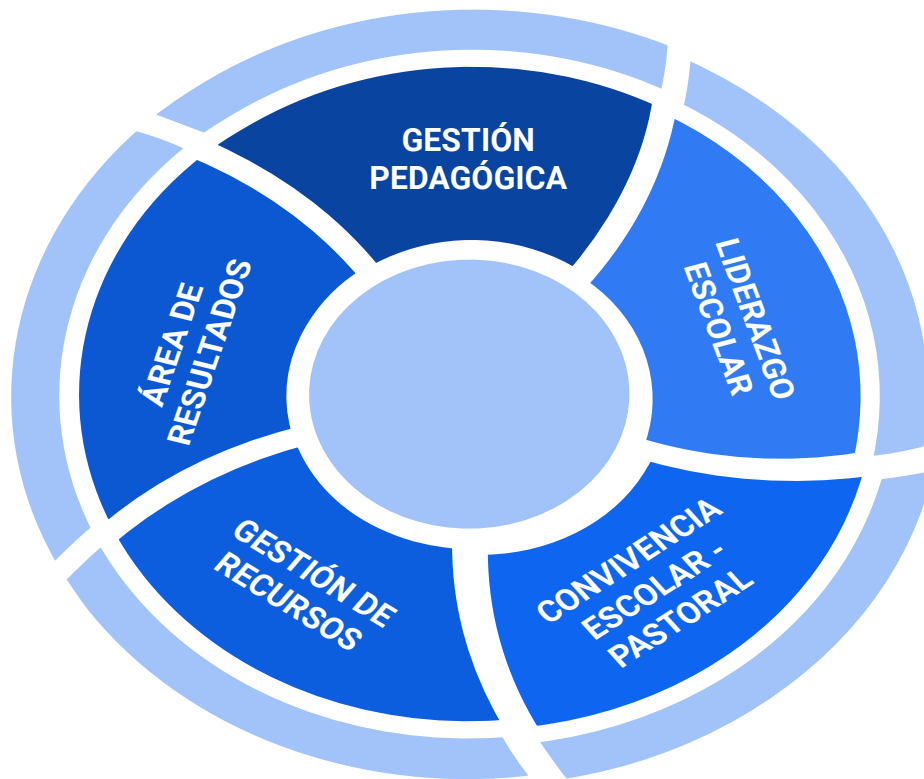 GESTIÓN
PEDAGÓGICA
LIDERAZGO
ESCOLAR
CONVIVENCIA
ESCOLAR -
PASTORAL
GESTIÓN DE
RECURSOS
ÁREA DE
RESULTADOS